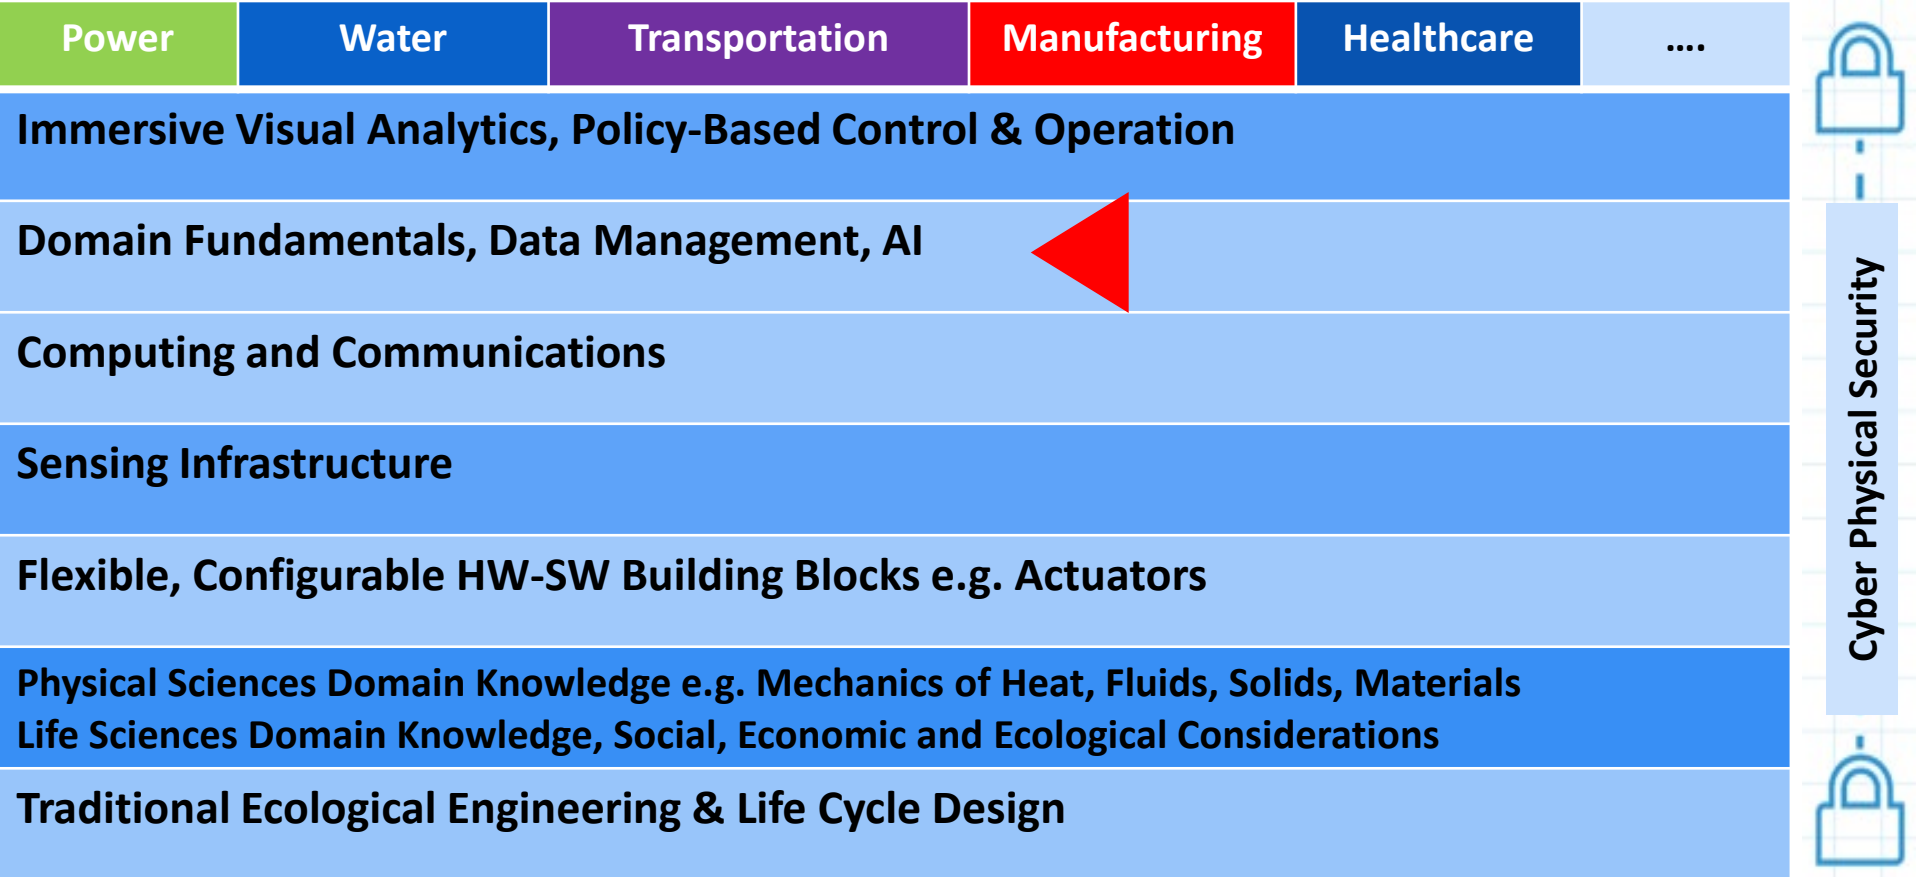 Power Water Transportation Manufacturing Healthcare ....
Immersive Visual Analytics, Policy-Based Control & Operation
Domain Fundamentals, Data Management, AI
Computing and Communications
Sensing Infrastructure
Flexible, Configurable HW-SW Building Blocks e.g. Actuators
Physical Sciences Domain Knowledge e.g. Mechanics of Heat, Fluids, Solids, Materials
Life Sciences Domain Knowledge, Social, Economic and Ecological Considerations
Traditional Ecological Engineering & Life Cycle Design
Cyber Physical Security